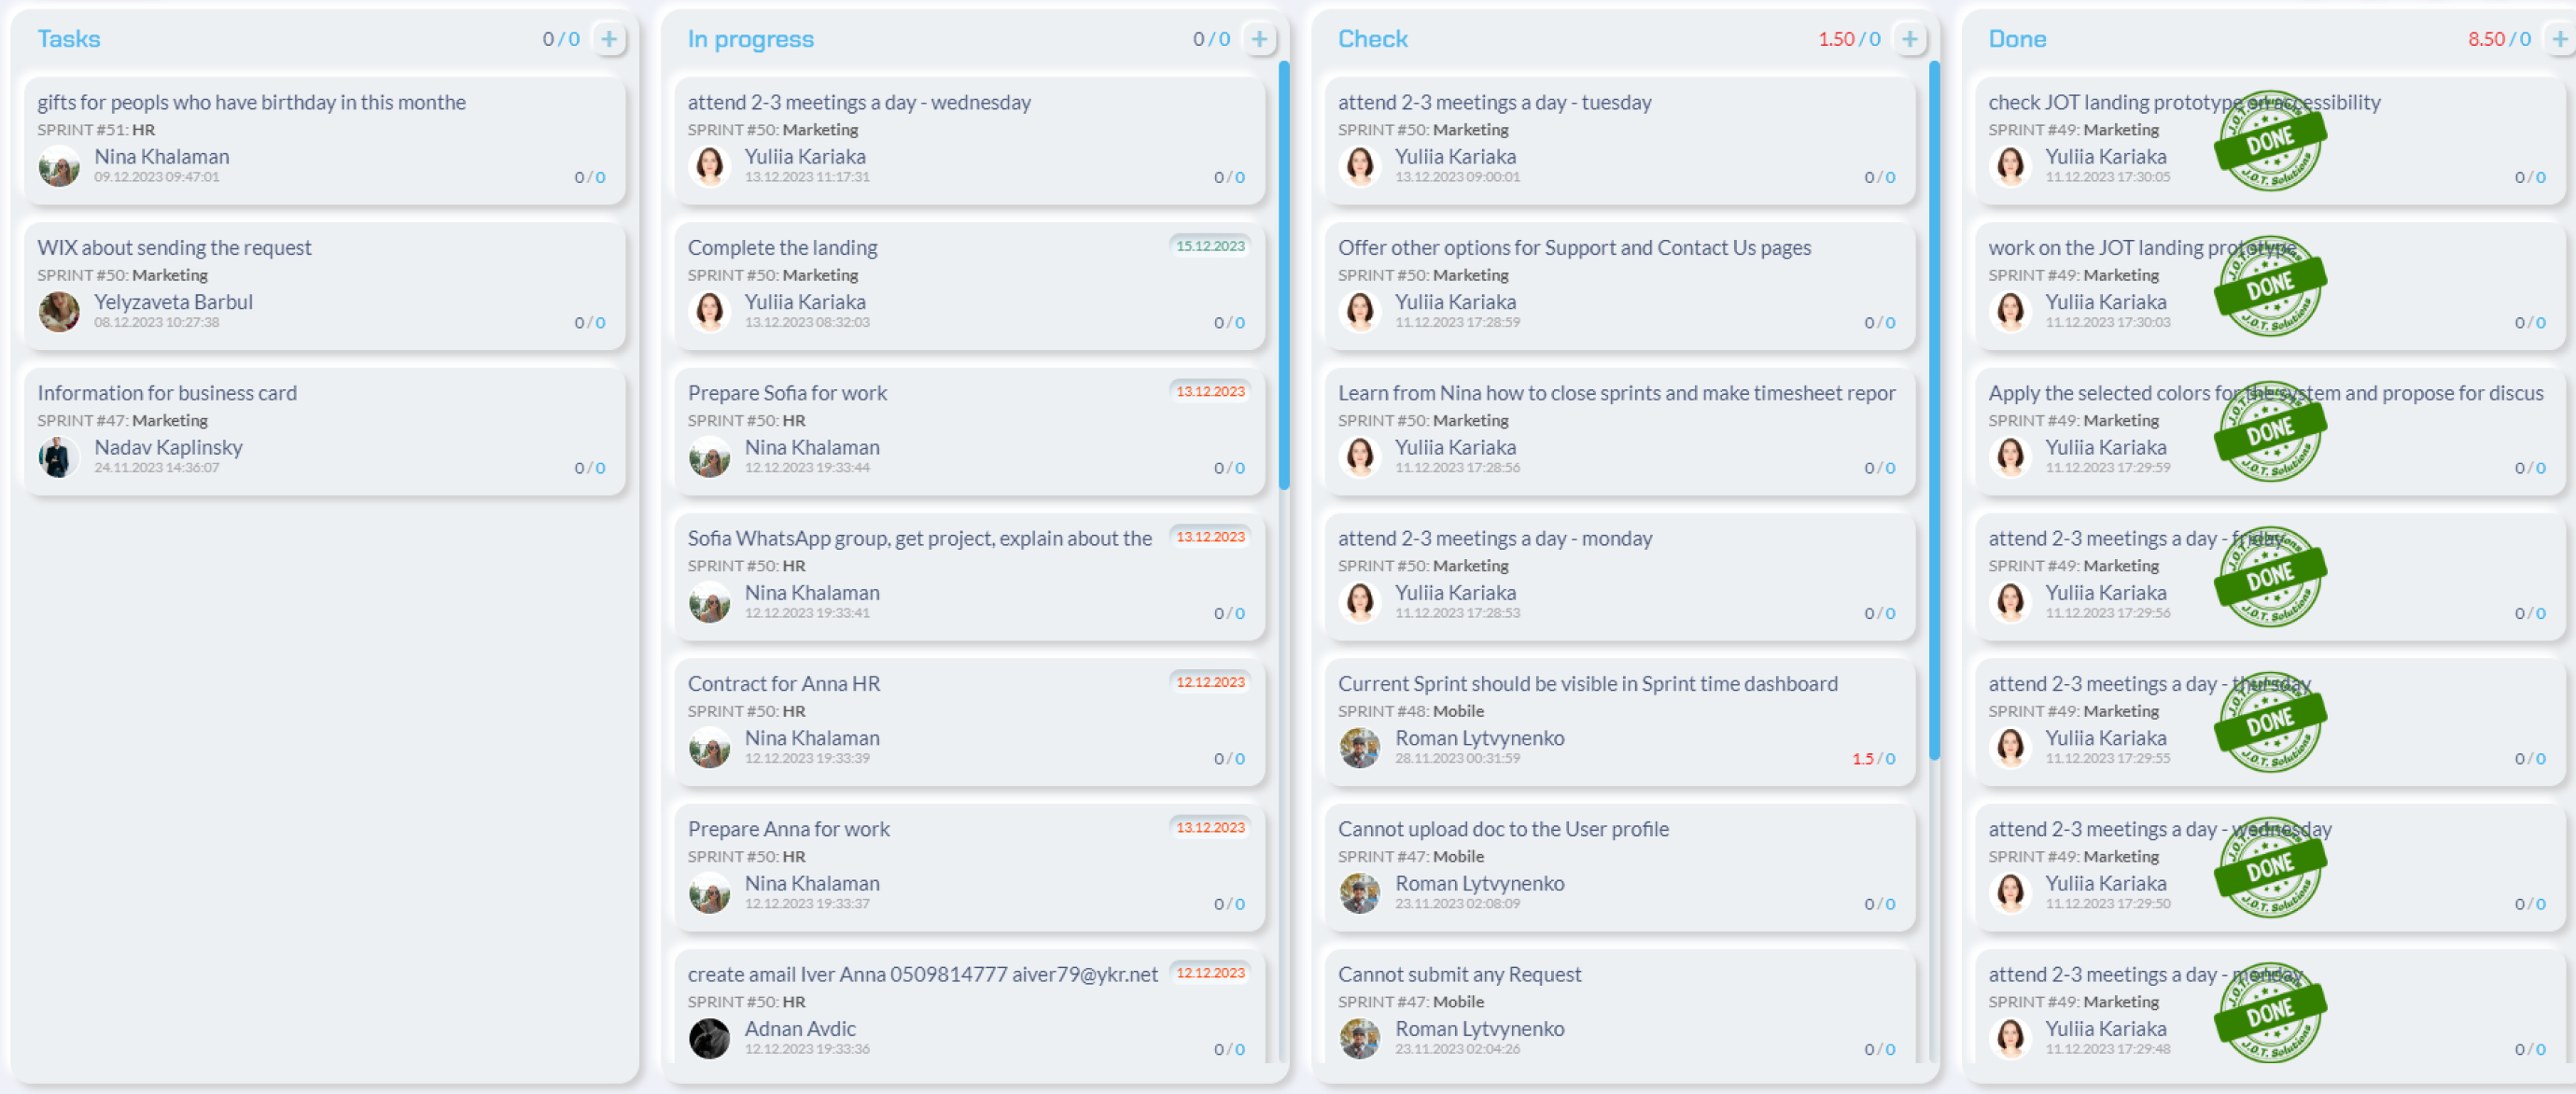 Tasks 0/0 +
gifts for peopls who have birthday in this monthe
SPRINT #51: HR
Nina Khalaman
09.12.2023 09:47:01
0/0
WIX about sending the request
SPRINT #50: Marketing
Yelyzaveta Barbul
08.12.2023 10:27:38
0/0
Information for business card
SPRINT #47: Marketing
Nadav Kaplinsky
24.11.2023 14:36:07
0/0
In progress 0/0 +
attend 2-3 meetings a day - wednesday
SPRINT #50: Marketing
Yuliia Kariaka
13.12.2023 11:17:31
0/0
Complete the landing 15.12.2023
SPRINT #50: Marketing
Yuliia Kariaka
13.12.2023 08:32:03
0/0
Prepare Sofia for work 13.12.2023
SPRINT #50: HR
Nina Khalaman
12.12.2023 19:33:44
0/0
Sofia WhatsApp group, get project, explain about the 13.12.2023
SPRINT #50: HR
Nina Khalaman
12.12.2023 19:33:41
0/0
Contract for Anna HR 12.12.2023
SPRINT #50: HR
Nina Khalaman
12.12.2023 19:33:39
0/0
Prepare Anna for work 13.12.2023
SPRINT #50: HR
Nina Khalaman
12.12.2023 19:33:37
0/0
create amail Iver Anna 0509814777 aiver79@ykr.net 12.12.2023
SPRINT #50: HR
Adnan Avdic
12.12.2023 19:33:36
0/0
Check 1.50/0 +
attend 2-3 meetings a day - tuesday
SPRINT #50: Marketing
Yuliia Kariaka
13.12.2023 09:00:01
0/0
Offer other options for Support and Contact Us pages
SPRINT #50: Marketing
Yuliia Kariaka
11.12.2023 17:28:59
0/0
Learn from Nina how to close sprints and make timesheet repor
SPRINT #50: Marketing
Yuliia Kariaka
11.12.2023 17:28:56
0/0
attend 2-3 meetings a day - monday
SPRINT #50: Marketing
Yuliia Kariaka
11.12.2023 17:28:53
0/0
Current Sprint should be visible in Sprint time dashboard
SPRINT #48: Mobile
Roman Lytvynenko
28.11.2023 00:31:59
1.5/0
Cannot upload doc to the User profile
SPRINT #47: Mobile
Roman Lytvynenko
23.11.2023 02:08:09
0/0
Cannot submit any Request
SPRINT #47: Mobile
Roman Lytvynenko
23.11.2023 02:04:26
0/0
Done 8.50/0 +
check JOT landing prototype on accessibility
SPRINT #49: Marketing
Yuliia Kariaka
11.12.2023 17:30:05
J.O.T. Solutions
DONE
J.O.T. Solutions
0/0
work on the JOT landing prototype
SPRINT #49: Marketing
Yuliia Kariaka
11.12.2023 17:30:03
J.O.T. Solutions
DONE
J.O.T. Solutions
0/0
Apply the selected colors for the system and propose for discus
SPRINT #49: Marketing
Yuliia Kariaka
11.12.2023 17:29:59
J.O.T. Solutions
DONE
J.O.T. Solutions
0/0
attend 2-3 meetings a day - friday
SPRINT #49: Marketing
Yuliia Kariaka
11.12.2023 17:29:56
J.O.T. Solutions
DONE
J.O.T. Solutions
0/0
attend 2-3 meetings a day - thursday
SPRINT #49: Marketing
Yuliia Kariaka
11.12.2023 17:29:55
J.O.T. Solutions
DONE
J.O.T. Solutions
0/0
attend 2-3 meetings a day - wednesday
SPRINT #49: Marketing
Yuliia Kariaka
11.12.2023 17:29:50
J.O.T. Solutions
DONE
J.O.T. Solutions
0/0
attend 2-3 meetings a day - monday
SPRINT #49: Marketing
Yuliia Kariaka
11.12.2023 17:29:48
J.O.T. Solutions
DONE
J.O.T. Solutions
0/0